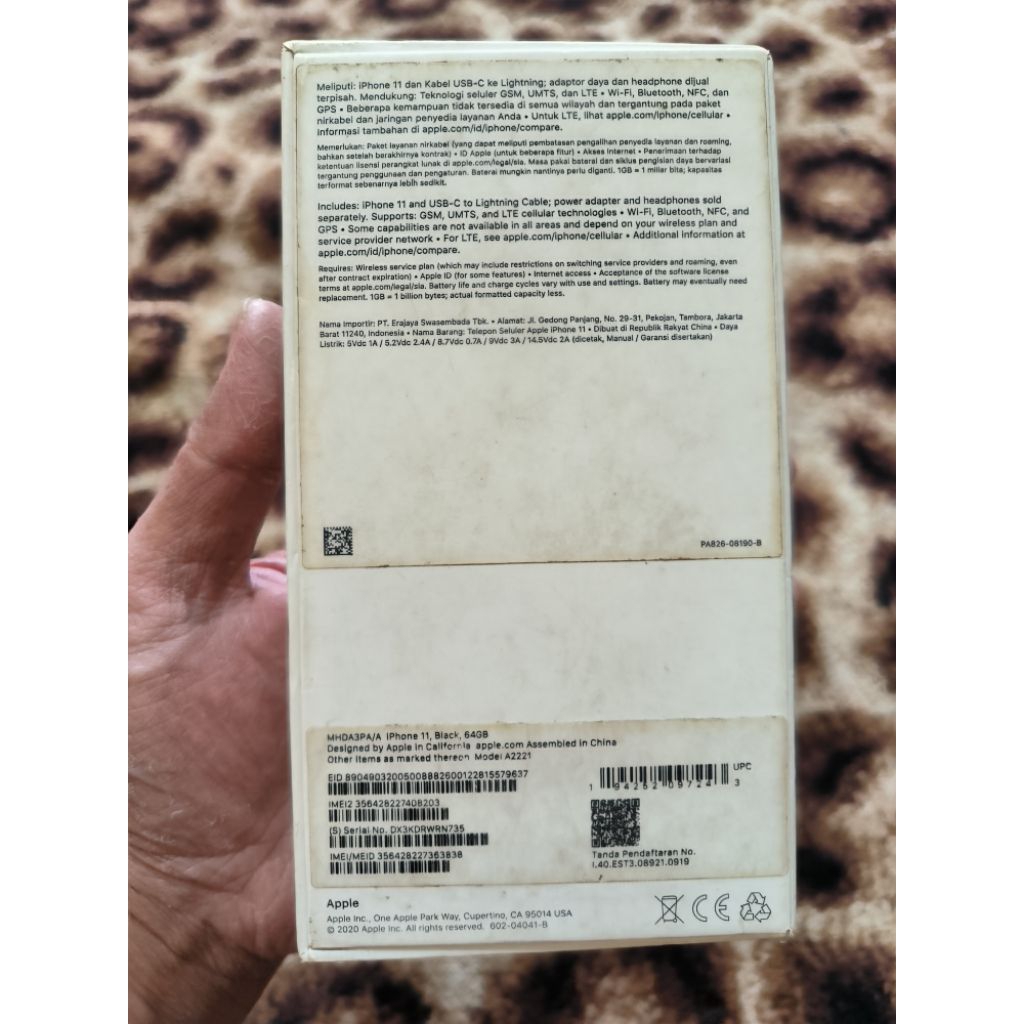 Meliputi: iPhone 11 dan Kabel USB-C ke Lightning; adaptor daya dan headphone dijual
terpisah. Mendukung: Teknologi seluler GSM, UMTS, dan LTE • Wi-Fi, Bluetooth, NFC, dan
GPS • Beberapa kemampuan tidak tersedia di semua wilayah dan tergantung pada paket
nirkabel dan jaringan penyedia layanan Anda • Untuk LTE, lihat apple.com/iphone/cellular •
Informasi tambahan di apple.com/id/iphone/compare.
Memerlukan: Paket layanan nirkabel (yang dapat meliputi pembatasan pengalihan penyedia layanan dan roaming,
bahkan setelah berakhirnya kontrak) • ID Apple (untuk beberapa fitur) • Akses Internet • Penerimaan terhadap
ketentuan lisensi perangkat lunak di apple.com/legal/sla. Masa pakai baterai dan siklus pengisian daya bervariasi
tergantung penggunaan dan pengaturan. Baterai mungkin nantinya perlu diganti. 1GB = 1 miliar bita; kapasitas
terformat sebenarnya lebih sedikit.
Includes: iPhone 11 and USB-C to Lightning Cable; power adapter and headphones sold
separately. Supports: GSM, UMTS, and LTE cellular technologies • Wi-Fi, Bluetooth, NFC, and
GPS • Some capabilities are not available in all areas and depend on your wireless plan and
service provider network • For LTE, see apple.com/iphone/cellular • Additional information at
apple.com/id/iphone/compare.
Requires: Wireless service plan (which may include restrictions on switching service providers and roaming, even
after contract expiration) • Apple ID (for some features) • Internet access • Acceptance of the software license
terms at apple.com/legal/sla. Battery life and charge cycles vary with use and settings. Battery may eventually need
replacement. 1GB = 1 billion bytes; actual formatted capacity less.
Nama Importir: PT. Erajaya Swasembada Tbk. • Alamat: Jl. Gedong Panjang, No. 29-31, Pekojan, Tambora, Jakarta
Barat 11240, Indonesia • Nama Barang: Telepon Seluler Apple iPhone 11 • Dibuat di Republik Rakyat China • Daya
Listrik: 5Vdc 1A / 5.2Vdc 2.4A / 8.7Vdc 0.7A / 9Vdc 3A / 14.5Vdc 2A (dicetak, Manual / Garansi disertakan)
PA826-08190-B
MHDA3PA/A iPhone 11, Black, 64GB
Designed by Apple in California apple.com Assembled in China
Other items as marked thereon Model A2221
EID 89049032005008882600122815579637
UPC
1 94252 09724 3
IMEI2 356428227408203
(S) Serial No. DX3KDRWRN735
IMEI/MEID 356428227363838
Tanda Pendaftaran No.
I.40.EST3.08921.0919
Apple
Apple Inc., One Apple Park Way, Cupertino, CA 95014 USA
© 2020 Apple Inc. All rights reserved. 602-04041-B
CE